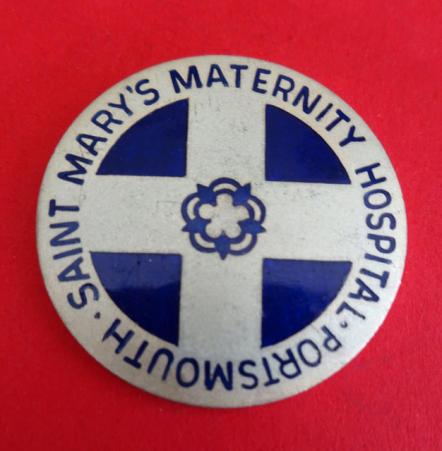 SAINT MARY'S MATERNITY HOSPITAL · PORTSMOUTH ·